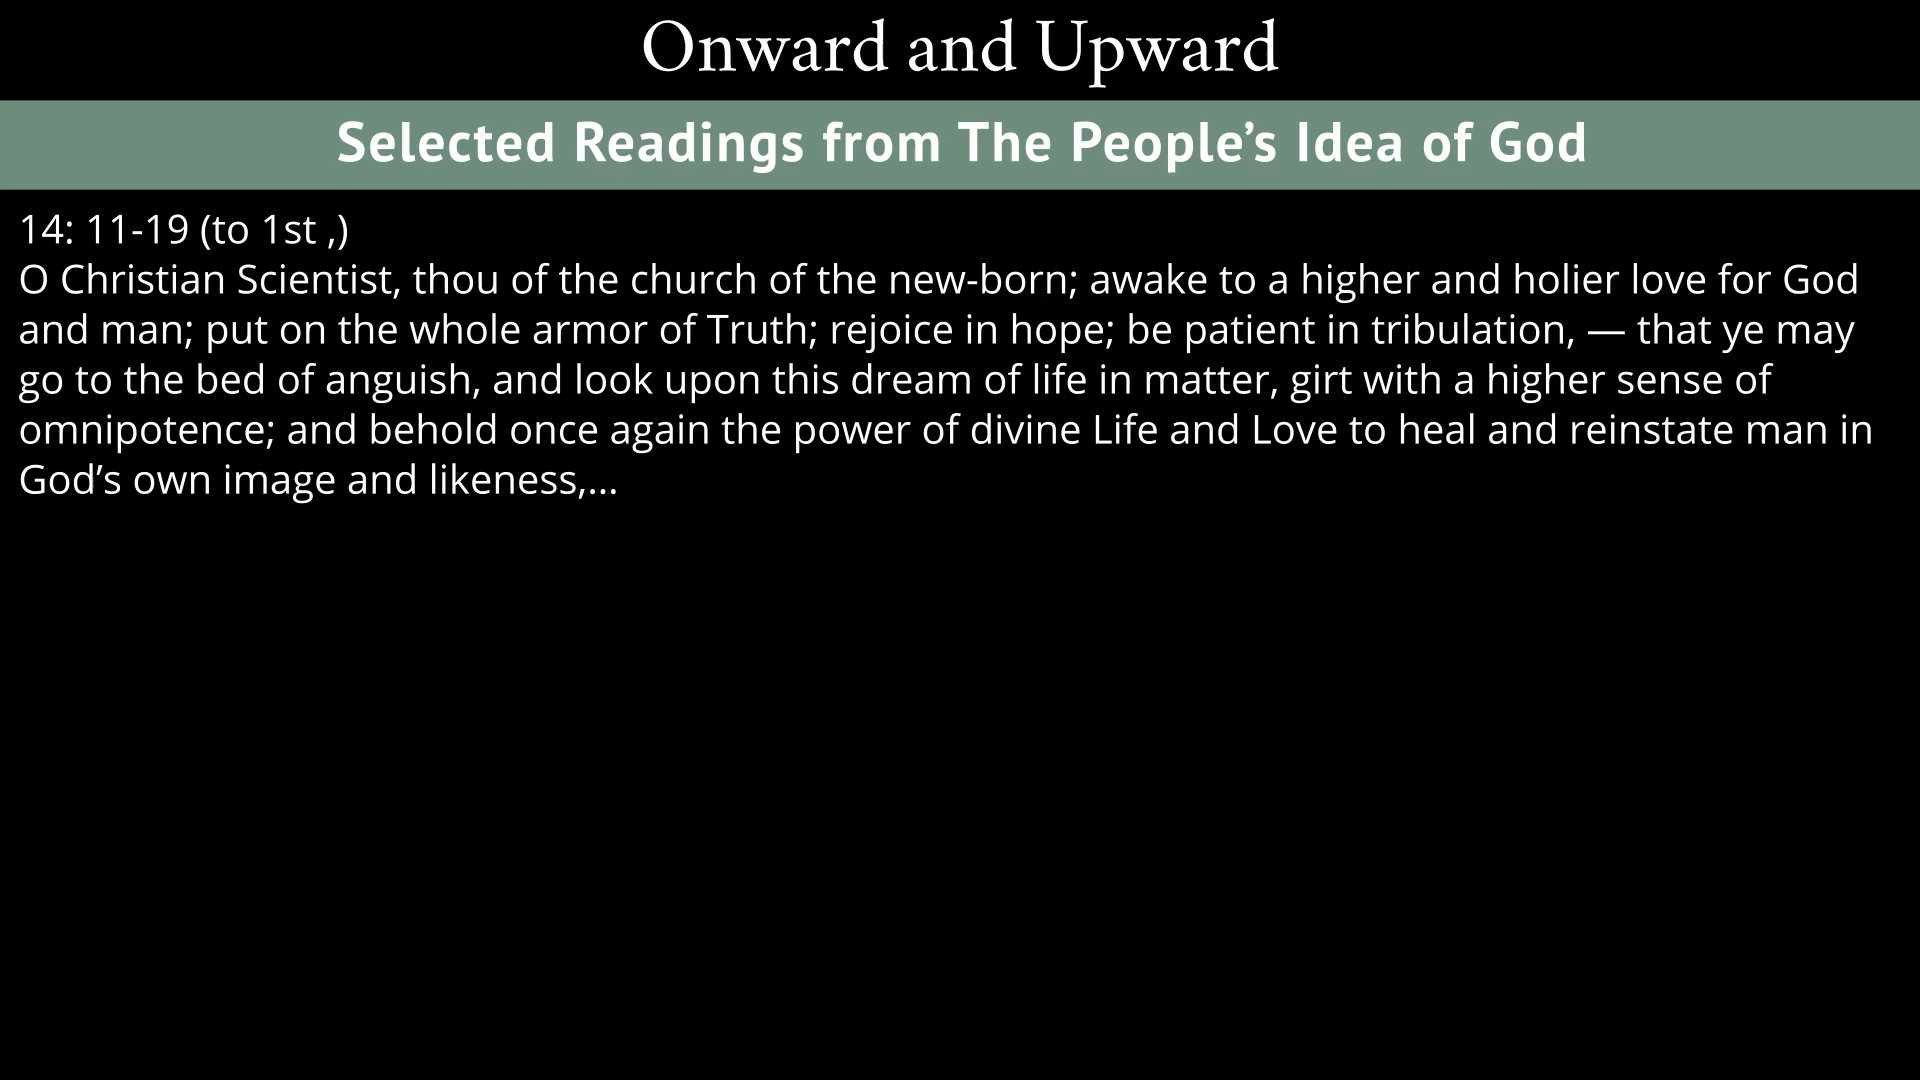 Onward and Upward
Selected Readings from The People’s Idea of God
14: 11-19 (to 1st ,)
O Christian Scientist, thou of the church of the new-born; awake to a higher and holier love for God
and man; put on the whole armor of Truth; rejoice in hope; be patient in tribulation, — that ye may
go to the bed of anguish, and look upon this dream of life in matter, girt with a higher sense of
omnipotence; and behold once again the power of divine Life and Love to heal and reinstate man in
God’s own image and likeness,...